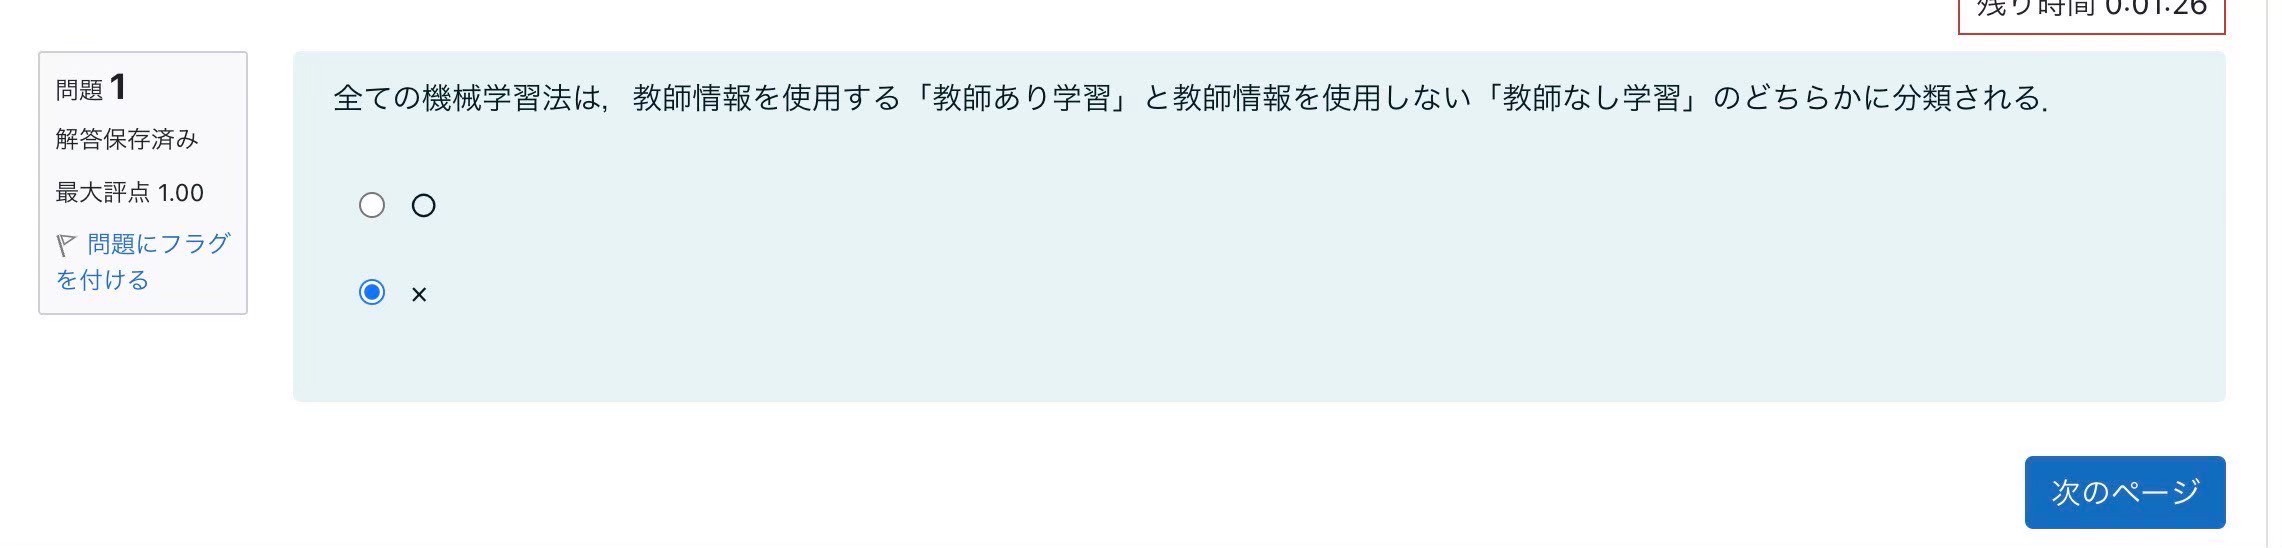 残り時間 0:01:26
問題 1
解答保存済み
最大評点 1.00
問題にフラグ
を付ける
全ての機械学習法は，教師情報を使用する「教師あり学習」と教師情報を使用しない「教師なし学習」のどちらかに分類される．
○
×
次のページ